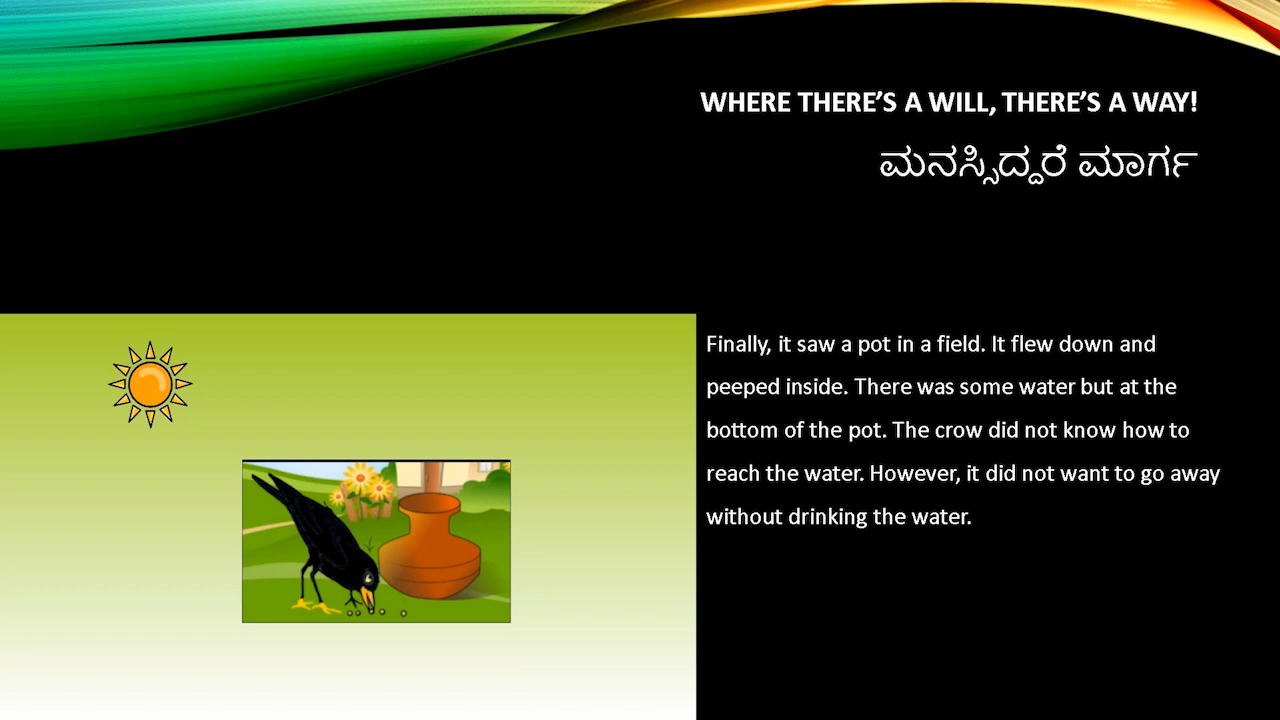 WHERE THERE’S A WILL, THERE’S A WAY!
ಮನಸ್ಸಿದ್ದರೆ ಮಾರ್ಗ
Finally, it saw a pot in a field. It flew down and
peeped inside. There was some water but at the
bottom of the pot. The crow did not know how to
reach the water. However, it did not want to go away
without drinking the water.